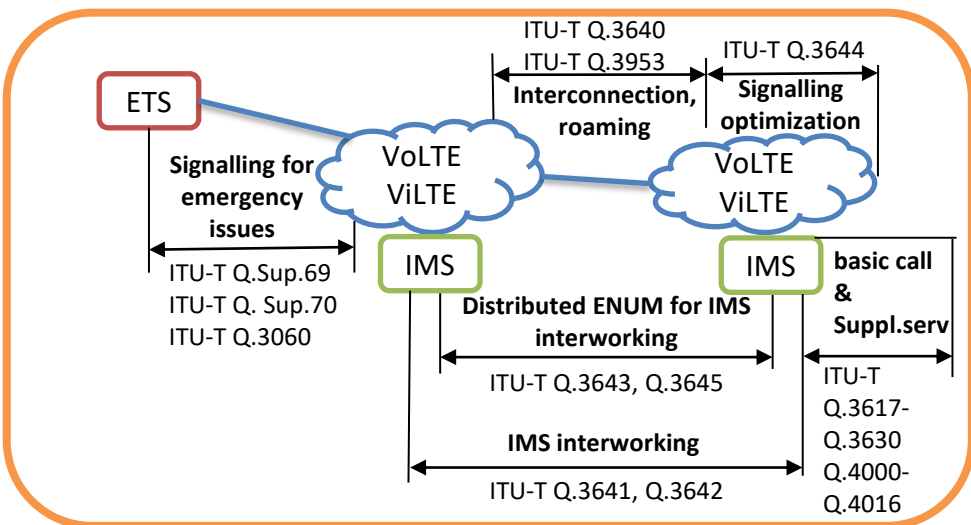 ITU-T Q.3640
ITU-T Q.3953
Interconnection,
roaming
ITU-T Q.3644
Signalling
optimization
ETS
Signalling for
emergency
issues
ITU-T Q.Sup.69
ITU-T Q. Sup.70
ITU-T Q.3060
VoLTE
ViLTE
VoLTE
ViLTE
IMS
IMS
basic call
&
Suppl.serv
Distributed ENUM for IMS
interworking
ITU-T Q.3643, Q.3645
IMS interworking
ITU-T Q.3641, Q.3642
ITU-T
Q.3617-
Q.3630
Q.4000-
Q.4016